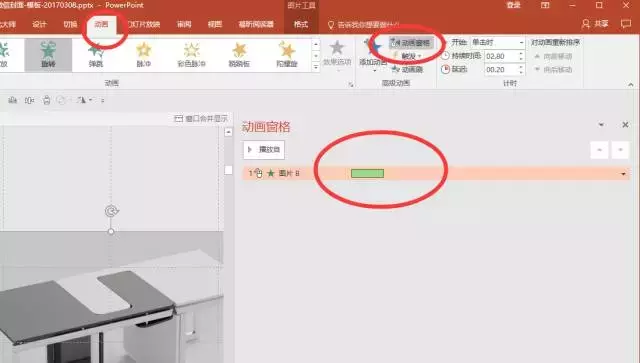 微信封面-模板-20170308.pptx - PowerPoint
图片工具
登录
大师 设计 切换 动画 幻灯片放映 审阅 视图 福昕阅读器 格式 告诉我您想要做什么... 共享
旋转 弹跳 脉冲 彩色脉冲 跷跷板 陀螺旋
效果选项 添加动画
动画窗格
触发
动画刷
开始: 单击时
持续时间: 02.80
延迟: 00.20
对动画重新排序
向前移动
向后移动
动画 高级动画 计时
窗口合并显示
动画窗格
播放自
1 图片 8